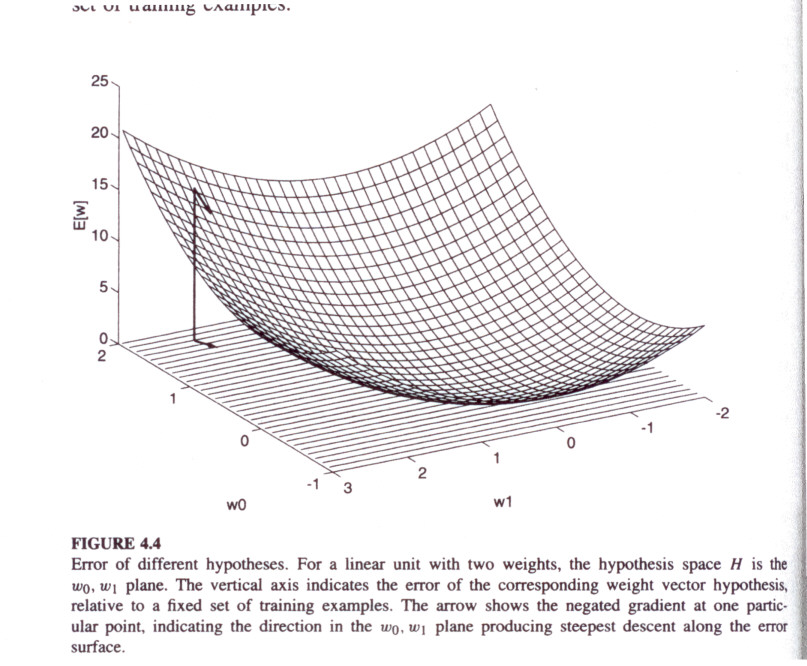 set of training examples.
25
20
15
10
5
0
E[w]
2
1
0
-1
w0
3
2
1
0
-1
-2
w1
FIGURE 4.4
Error of different hypotheses. For a linear unit with two weights, the hypothesis space H is the
w0, w1 plane. The vertical axis indicates the error of the corresponding weight vector hypothesis,
relative to a fixed set of training examples. The arrow shows the negated gradient at one partic-
ular point, indicating the direction in the w0, w1 plane producing steepest descent along the error
surface.